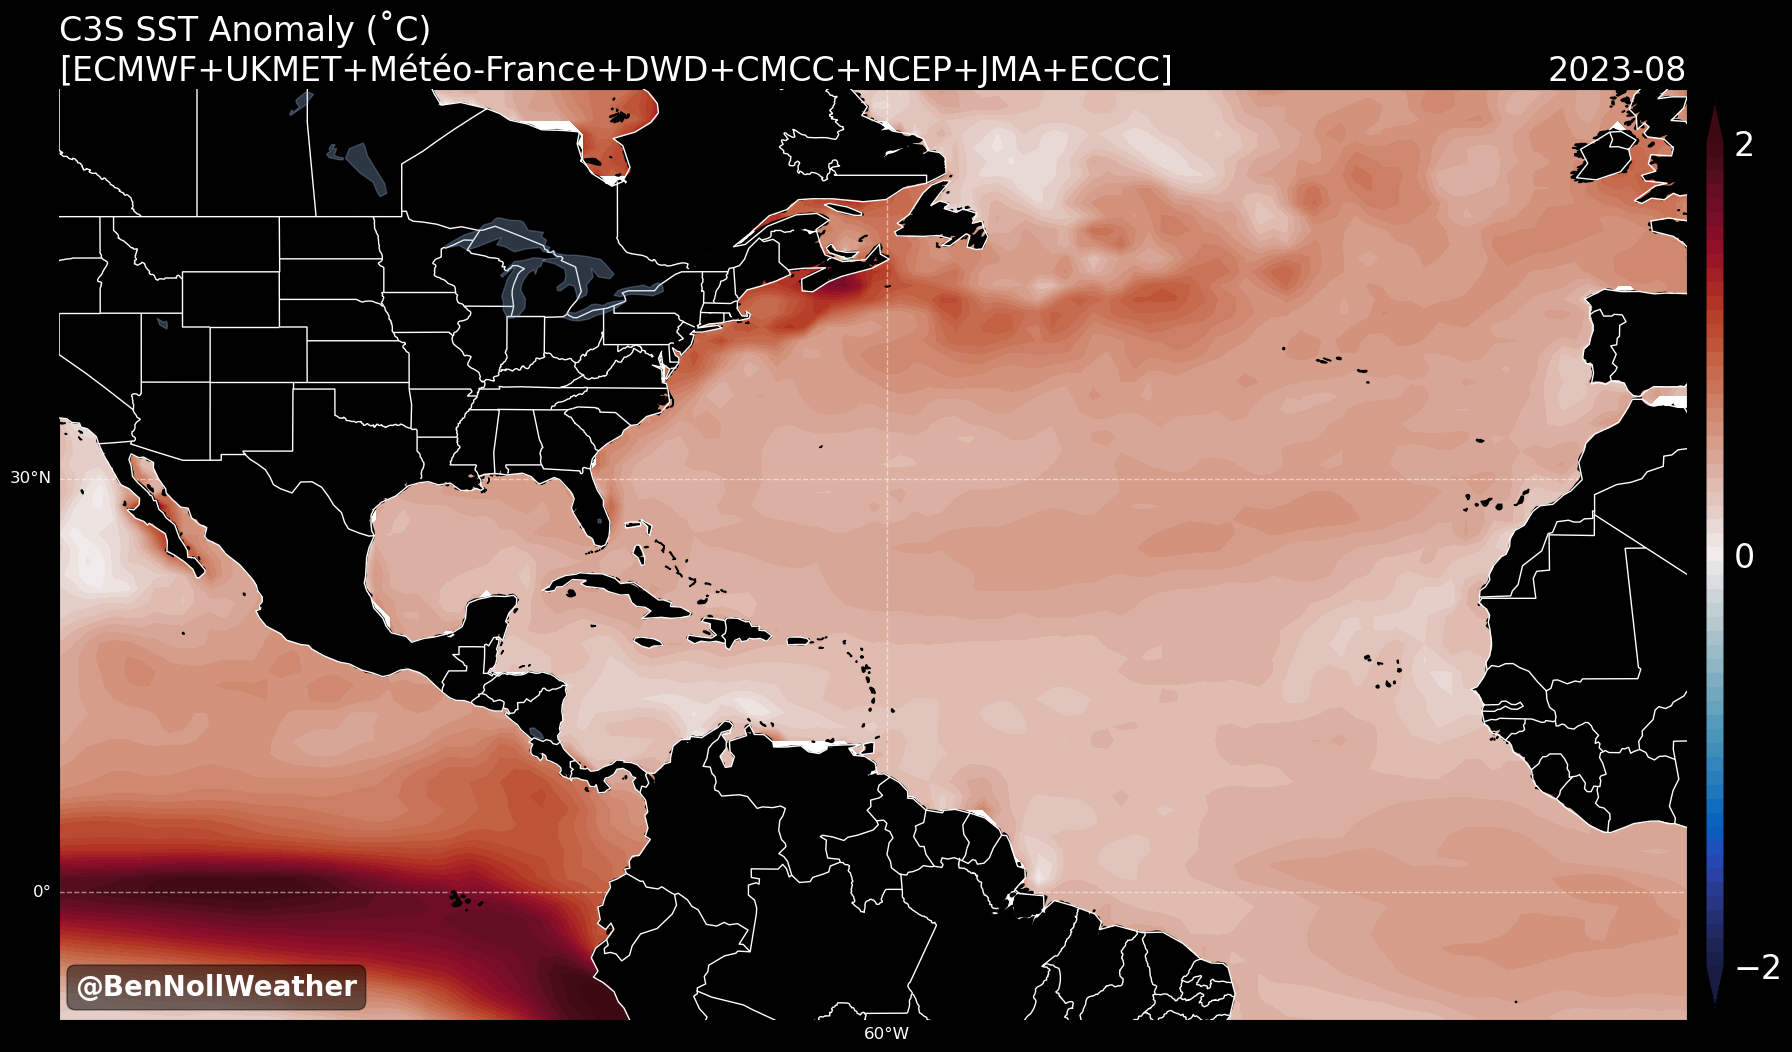 C3S SST Anomaly (˚C)
[ECMWF+UKMET+Météo-France+DWD+CMCC+NCEP+JMA+ECCC]
2023-08
2
30°N
0
0°
−2
@BenNollWeather
60°W